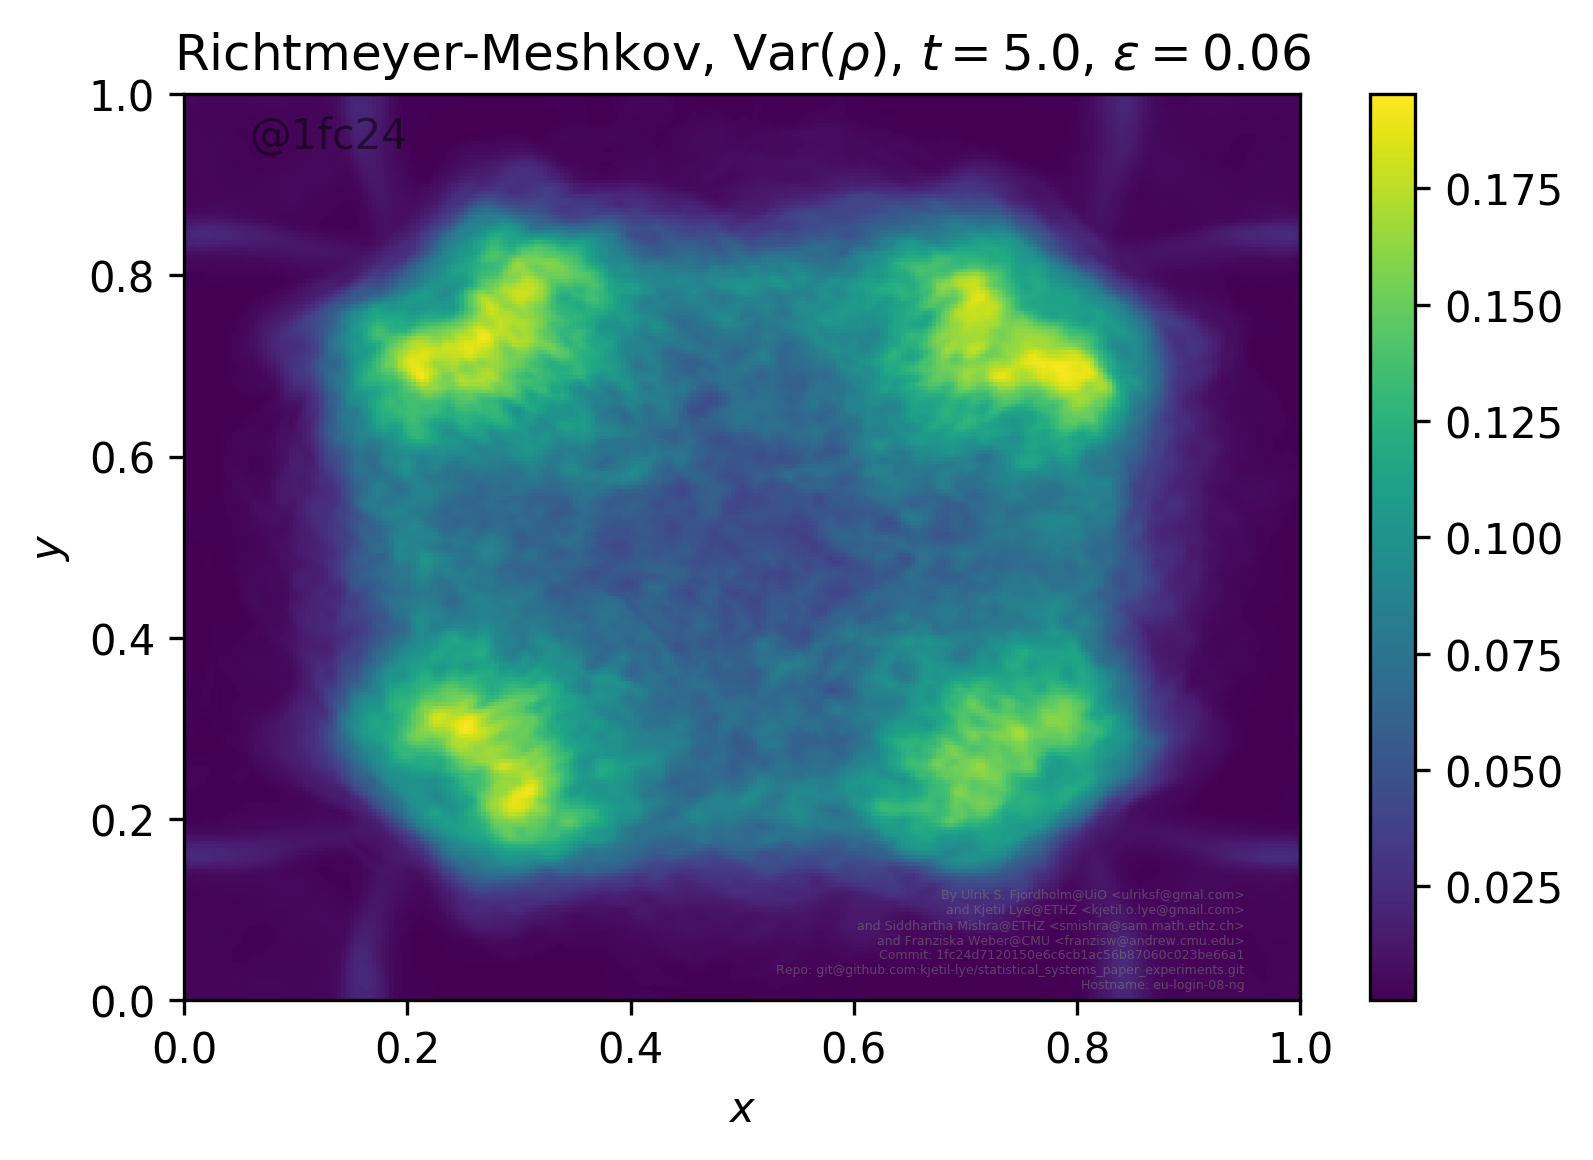 Richtmeyer-Meshkov, Var(ρ), t = 5.0, ε = 0.06
@1fc24
1.0
0.8
0.6
0.4
0.2
0.0
y
0.0 0.2 0.4 0.6 0.8 1.0
x
0.175
0.150
0.125
0.100
0.075
0.050
0.025
By Ulrik S. Fjordholm@UiO <ulriksf@gmal.com>
and Kjetil Lye@ETHZ <kjetil.o.lye@gmail.com>
and Siddhartha Mishra@ETHZ <smishra@sam.math.ethz.ch>
and Franziska Weber@CMU <franzisw@andrew.cmu.edu>
Commit: 1fc24d7120150e6c6cb1ac56b87060c023be66a1
Repo: git@github.com:kjetil-lye/statistical_systems_paper_experiments.git
Hostname: eu-login-08-ng